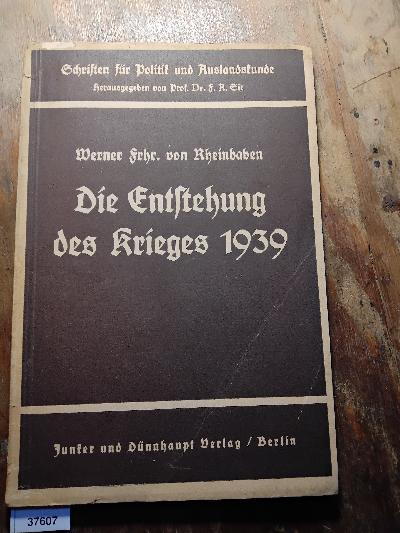 Schriften für Politik und Auslandskunde
Herausgegeben von Prof. Dr. F. A. Six
Werner Frhr. von Rheinbaben
Die Entstehung
des Krieges 1939
Junker und Dünnhaupt Verlag / Berlin
37607